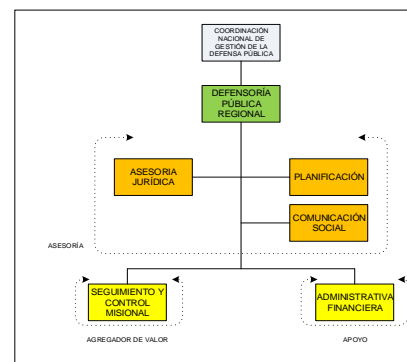 COORDINACIÓN
NACIONAL DE
GESTIÓN DE LA
DEFENSA PÚBLICA
DEFENSORÍA
PÚBLICA
REGIONAL
ASESORIA
JURÍDICA
PLANIFICACIÓN
COMUNICACIÓN
SOCIAL
ASESORÍA
SEGUIMIENTO Y
CONTROL
MISIONAL
ADMINISTRATIVA
FINANCIERA
AGREGADOR DE VALOR
APOYO